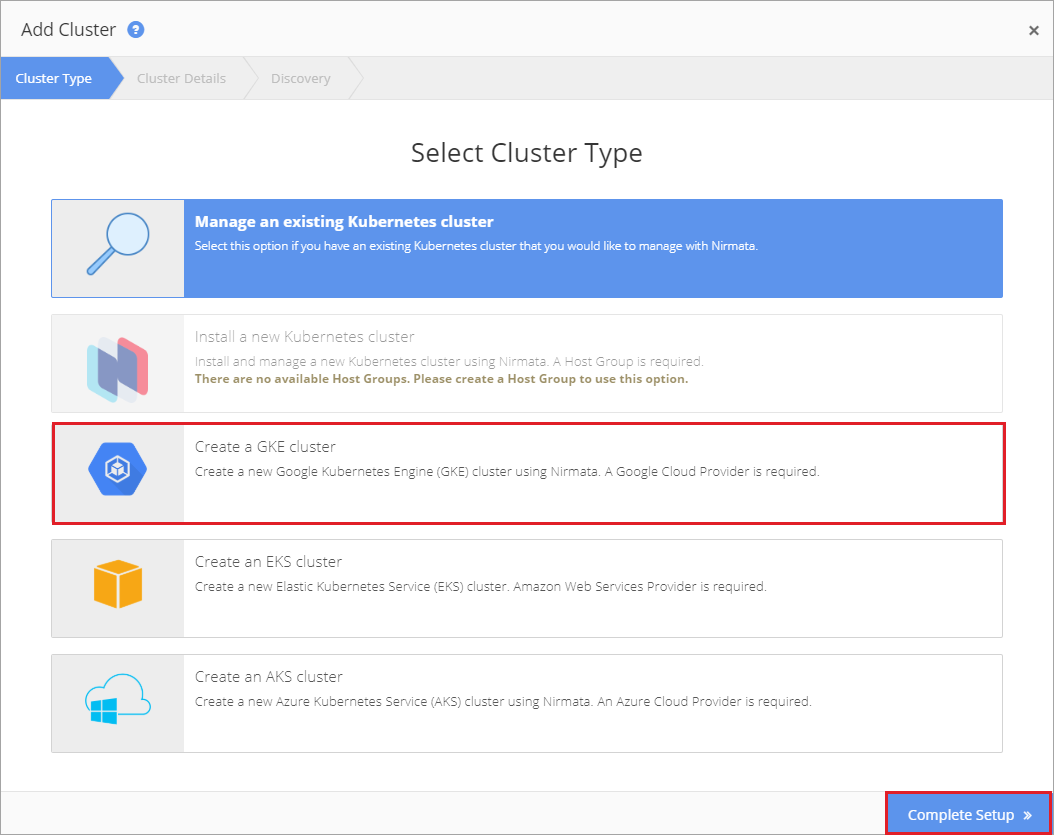 Add Cluster ?
×
Cluster Type
Cluster Details
Discovery
Select Cluster Type
Manage an existing Kubernetes cluster
Select this option if you have an existing Kubernetes cluster that you would like to manage with Nirmata.
Install a new Kubernetes cluster
Install and manage a new Kubernetes cluster using Nirmata. A Host Group is required.
There are no available Host Groups. Please create a Host Group to use this option.
Create a GKE cluster
Create a new Google Kubernetes Engine (GKE) cluster using Nirmata. A Google Cloud Provider is required.
Create an EKS cluster
Create a new Elastic Kubernetes Service (EKS) cluster. Amazon Web Services Provider is required.
Create an AKS cluster
Create a new Azure Kubernetes Service (AKS) cluster using Nirmata. An Azure Cloud Provider is required.
Complete Setup »